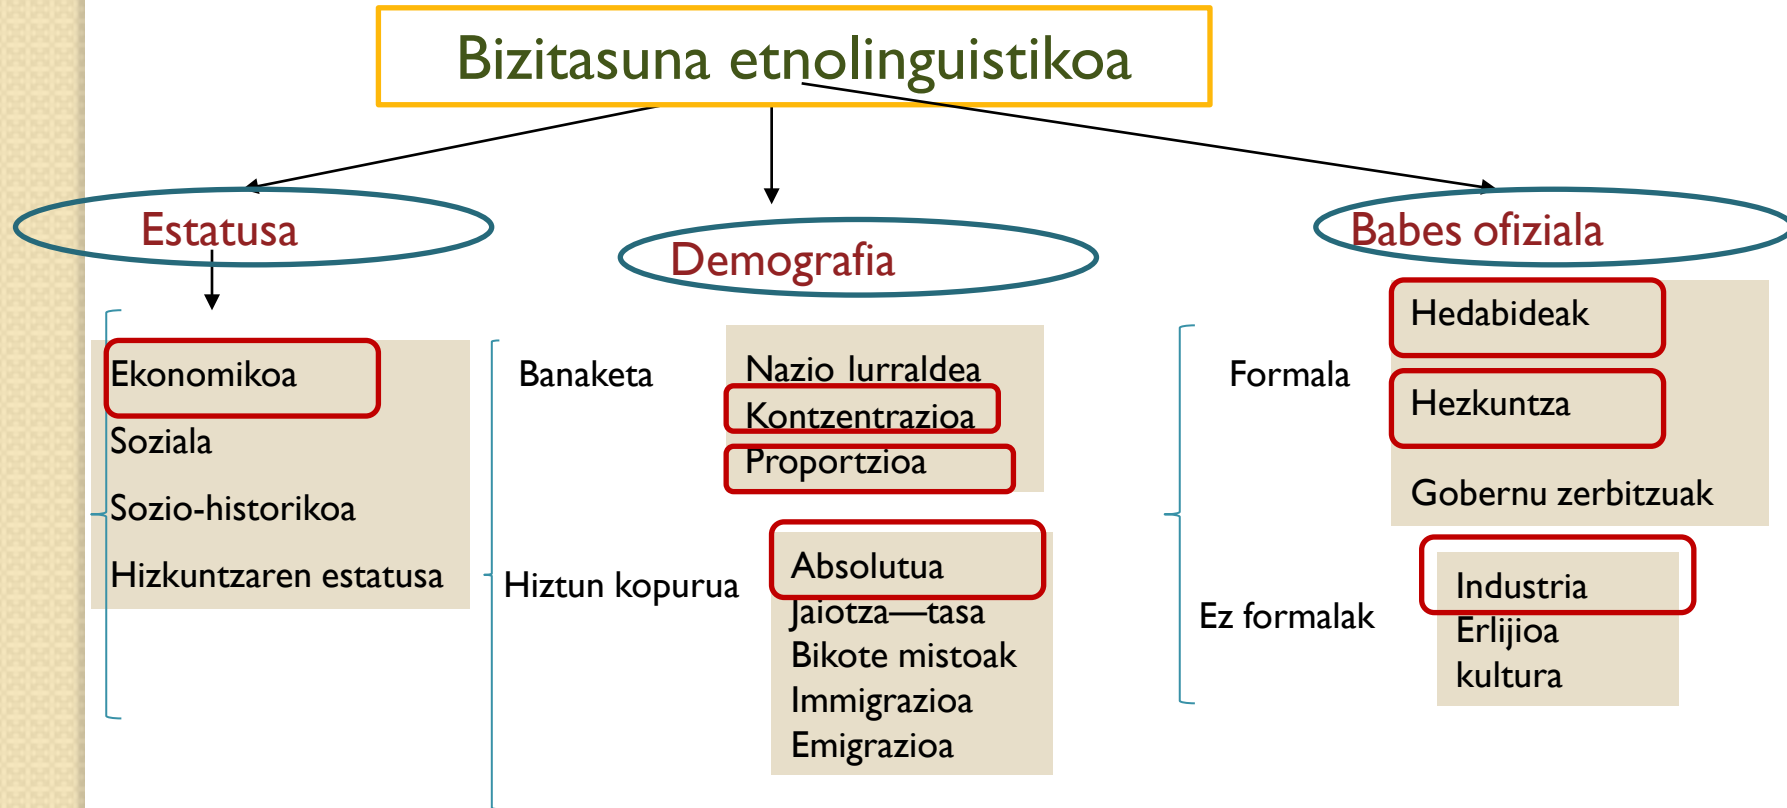 Bizitasuna etnolinguistikoa
Estatusa
Ekonomikoa
Soziala
Sozio-historikoa
Hizkuntzaren estatusa
Demografia
Banaketa
Nazio lurraldea
Kontzentrazioa
Proportzioa
Hiztun kopurua
Absolutua
Jaiotza—tasa
Bikote mistoak
Immigrazioa
Emigrazioa
Babes ofiziala
Formala
Hedabideak
Hezkuntza
Gobernu zerbitzuak
Ez formalak
Industria
Erlijioa
kultura